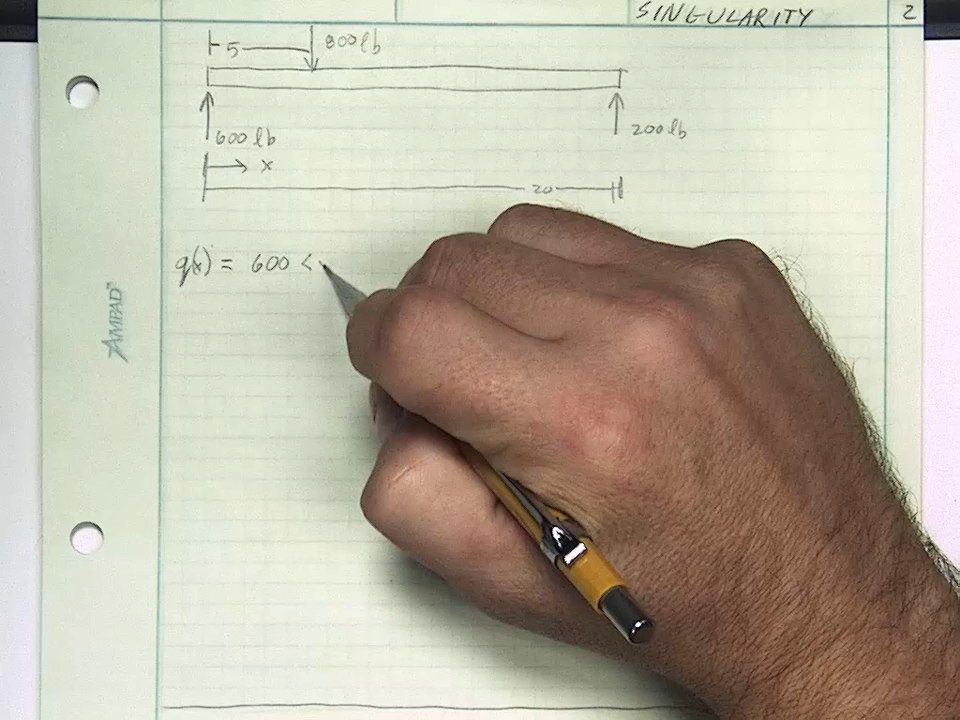 SINGULARITY 2
5 800 lb
600 lb 200 lb
x
20
q(x) = 600 <
AMPAD